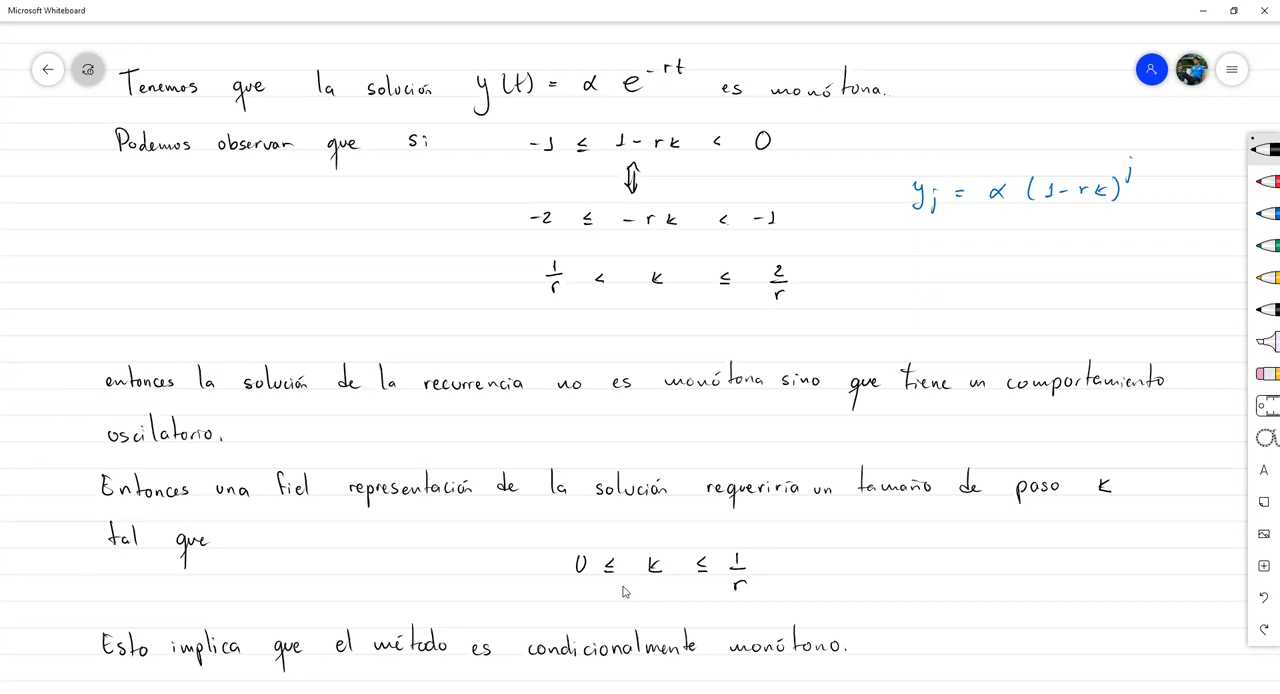 Microsoft Whiteboard
Tenemos que la solución y(t) = α e^{-rt} es monótona.
Podemos observar que si -1 ≤ 1-rk < 0
⇕
y_j = α (1-rk)^j
-2 ≤ -rk < -1
1/r < k ≤ 2/r
entonces la solución de la recurrencia no es monótona sino que tiene un comportamiento
oscilatorio.
Entonces una fiel representación de la solución requeriría un tamaño de paso k
tal que
0 ≤ k ≤ 1/r
Esto implica que el método es condicionalmente monótono.
A